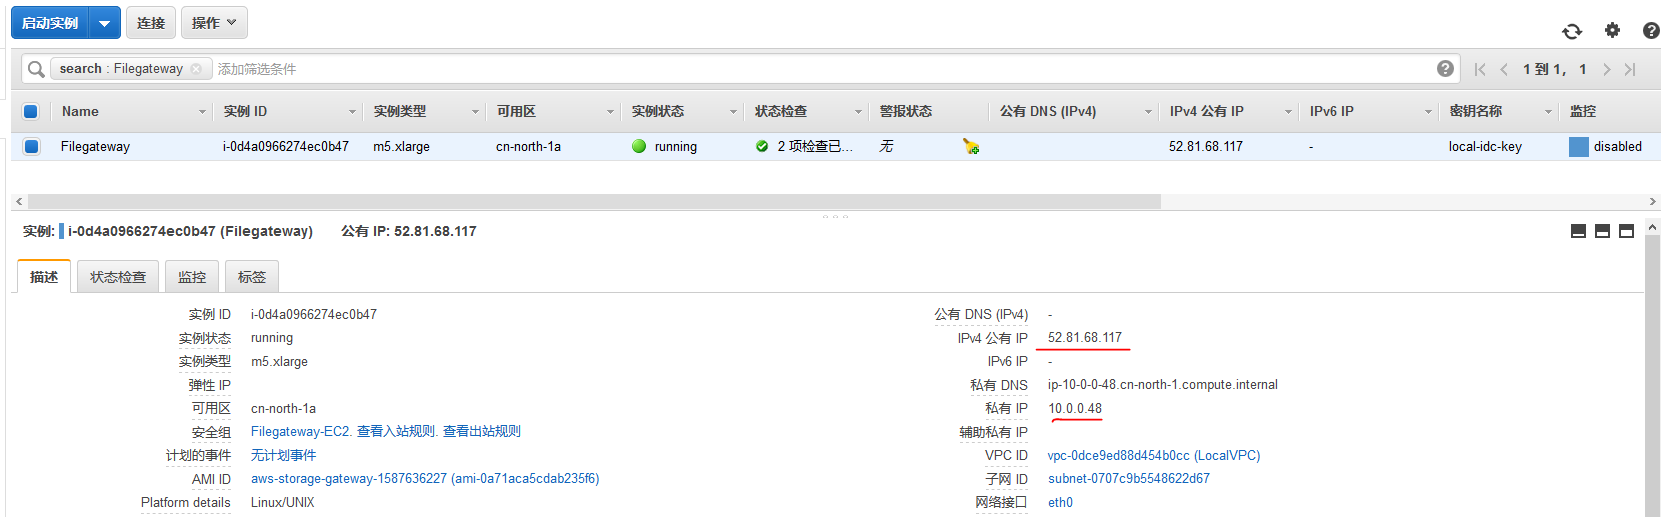 启动实例 连接 操作
search : Filegateway 添加筛选条件 1 到 1, 1
Name 实例 ID 实例类型 可用区 实例状态 状态检查 警报状态 公有 DNS (IPv4) IPv4 公有 IP IPv6 IP 密钥名称 监控
Filegateway i-0d4a0966274ec0b47 m5.xlarge cn-north-1a running 2 项检查已... 无 52.81.68.117 - local-idc-key disabled
实例: i-0d4a0966274ec0b47 (Filegateway) 公有 IP: 52.81.68.117
描述 状态检查 监控 标签
实例 ID i-0d4a0966274ec0b47 公有 DNS (IPv4) -
实例状态 running IPv4 公有 IP 52.81.68.117
实例类型 m5.xlarge IPv6 IP -
弹性 IP 私有 DNS ip-10-0-0-48.cn-north-1.compute.internal
可用区 cn-north-1a 私有 IP 10.0.0.48
安全组 Filegateway-EC2. 查看入站规则. 查看出站规则 辅助私有 IP
计划的事件 无计划事件 VPC ID vpc-0dce9ed88d454b0cc (LocalVPC)
AMI ID aws-storage-gateway-1587636227 (ami-0a71aca5cdab235f6) 子网 ID subnet-0707c9b5548622d67
Platform details Linux/UNIX 网络接口 eth0